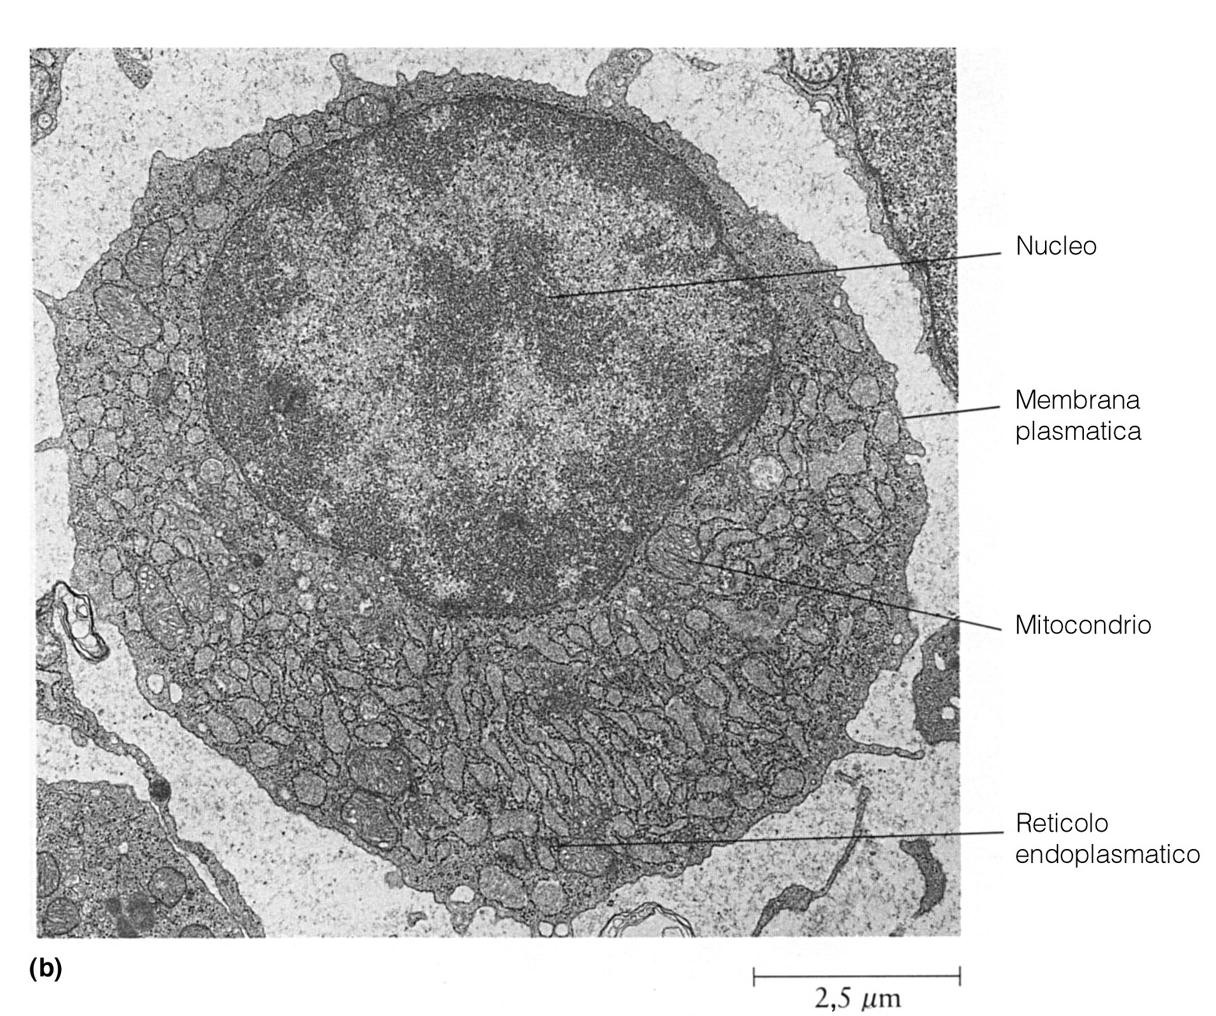 Nucleo
Membrana
plasmatica
Mitocondrio
Reticolo
endoplasmatico
(b)
2,5 μm